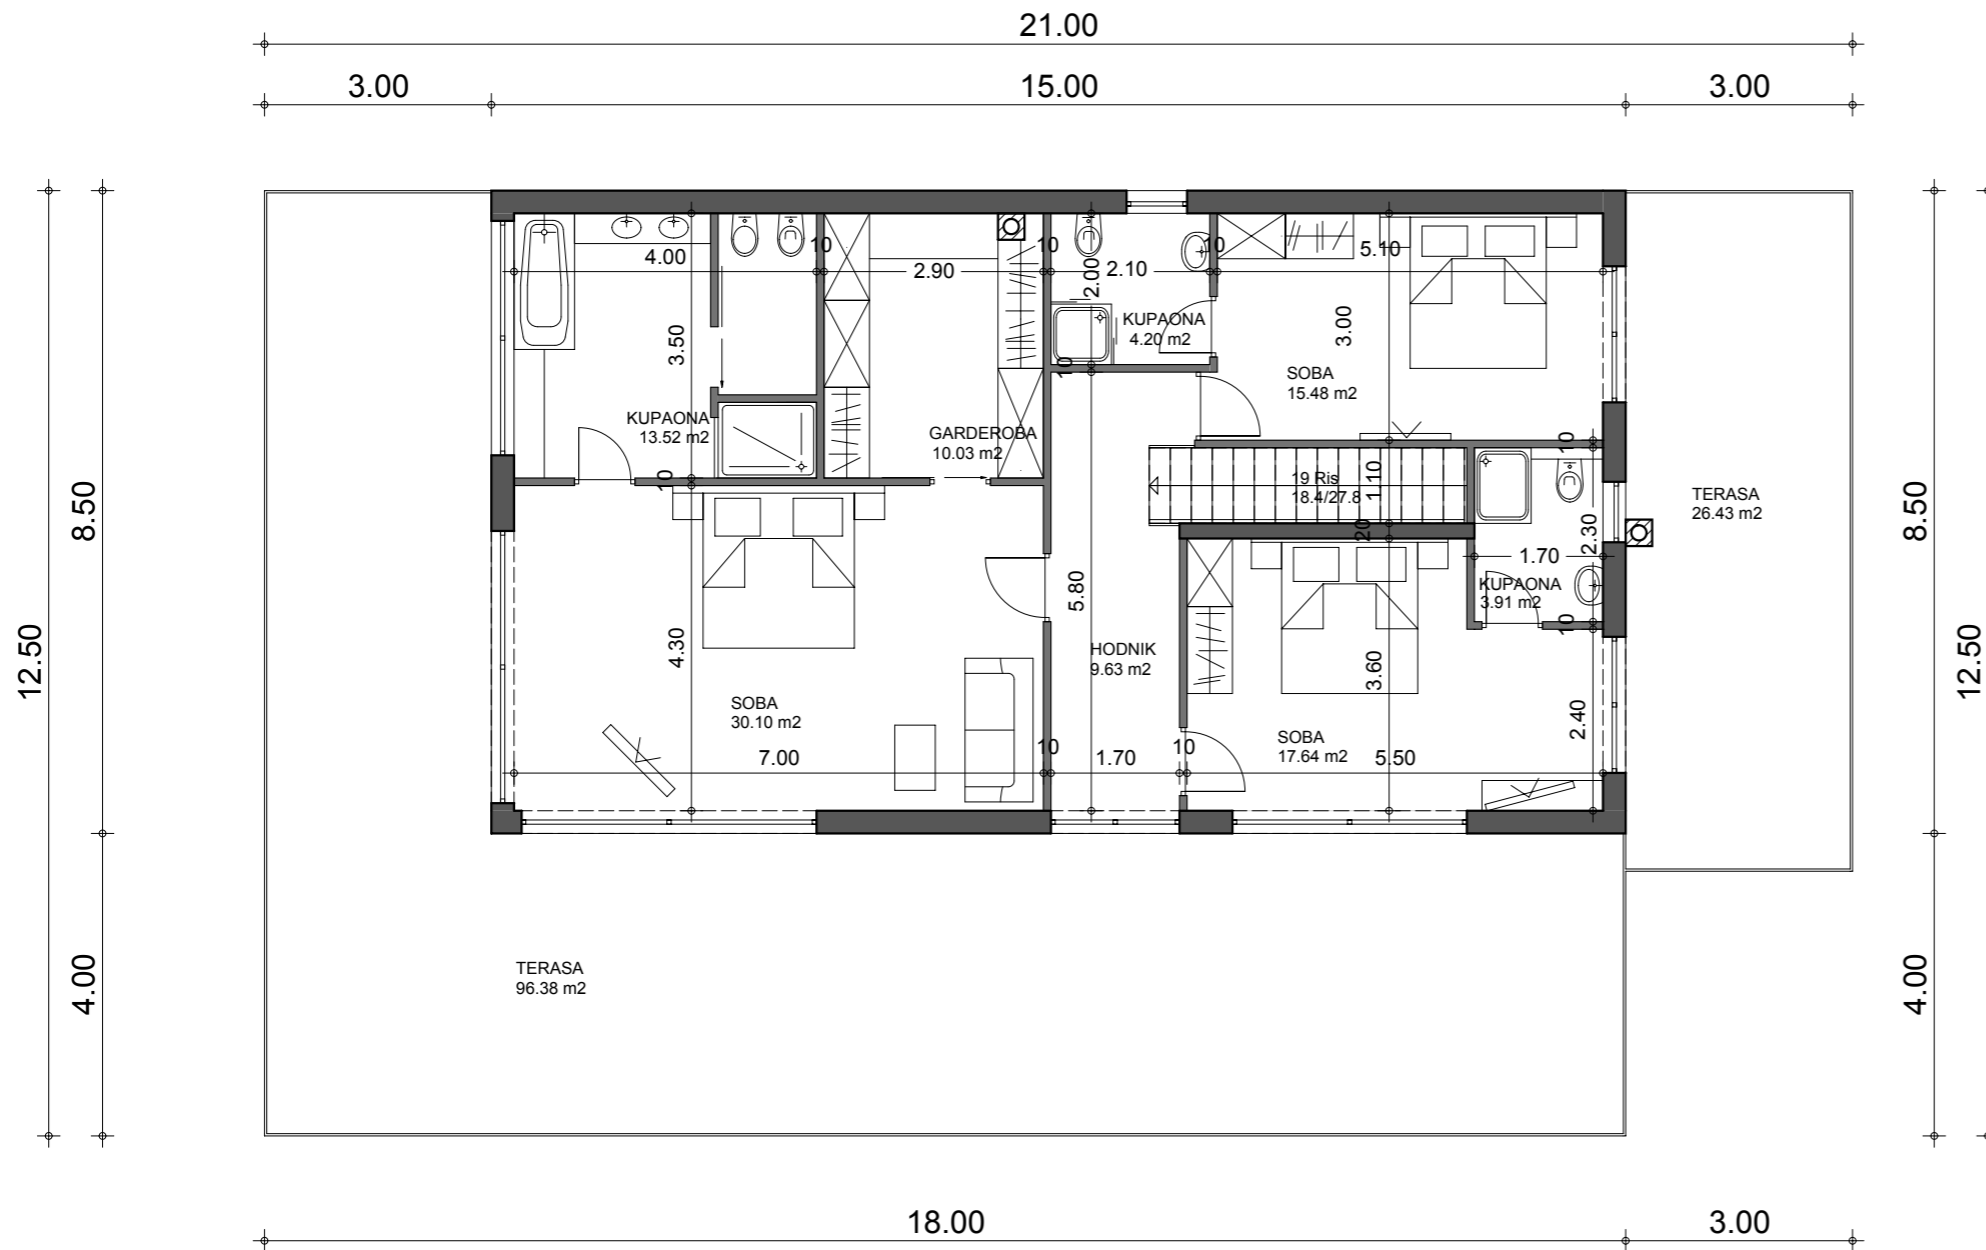 21.00
3.00
15.00
3.00
4.00
10
2.90
10
2.10
10
5.10
2.00
3.50
KUPAONA
4.20 m2
3.00
10
SOBA
15.48 m2
KUPAONA
13.52 m2
GARDEROBA
10.03 m2
10
10
19 Ris
18.4/27.8
1.10
TERASA
26.43 m2
8.50
8.50
20
2.30
1.70
KUPAONA
3.91 m2
5.80
10
12.50
12.50
4.30
HODNIK
9.63 m2
3.60
SOBA
30.10 m2
2.40
SOBA
17.64 m2
7.00
10
1.70
10
5.50
TERASA
96.38 m2
4.00
4.00
18.00
3.00